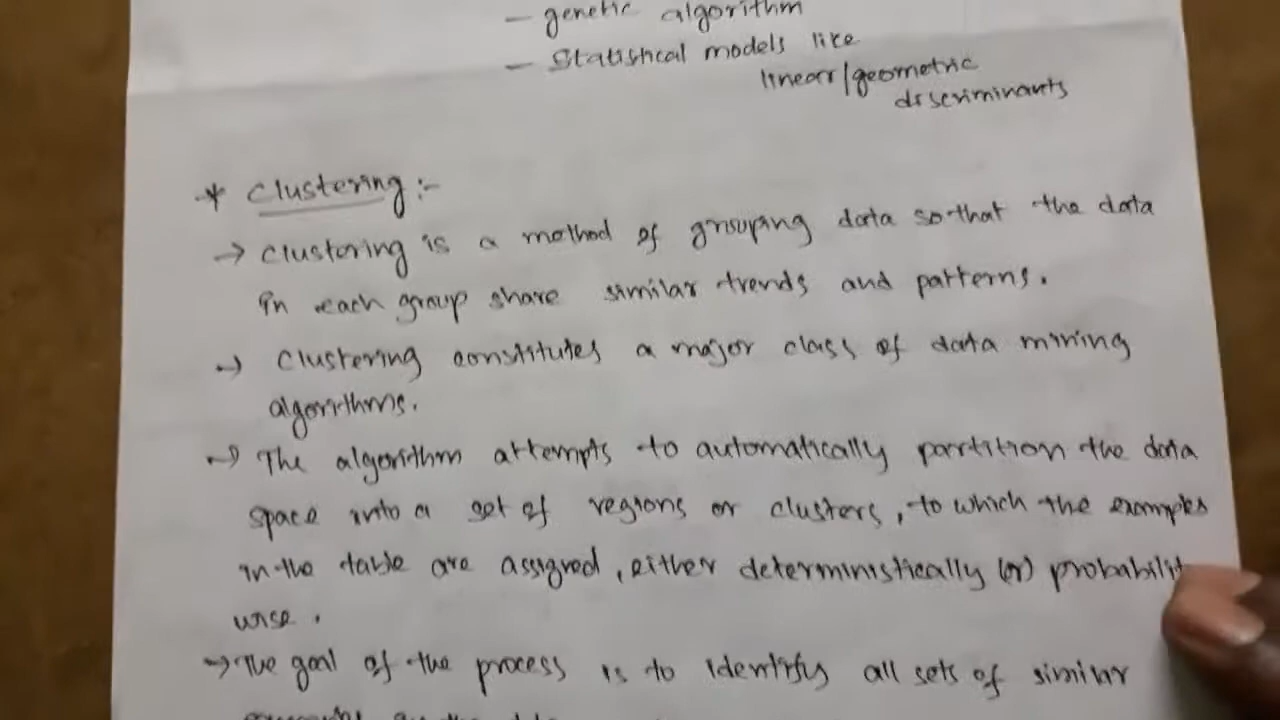 - genetic algorithm
- Statistical models like
linear/geometric
discriminants
* Clustering :-
→ Clustering is a method of grouping data so that the data
in each group share similar trends and patterns.
→ Clustering constitutes a major class of data mining
algorithms.
→ The algorithm attempts to automatically partition the data
space into a set of regions or clusters, to which the examples
in the table are assigned, either deterministically (or) probabilit
wise.
→ The goal of the process is to identify all sets of similar